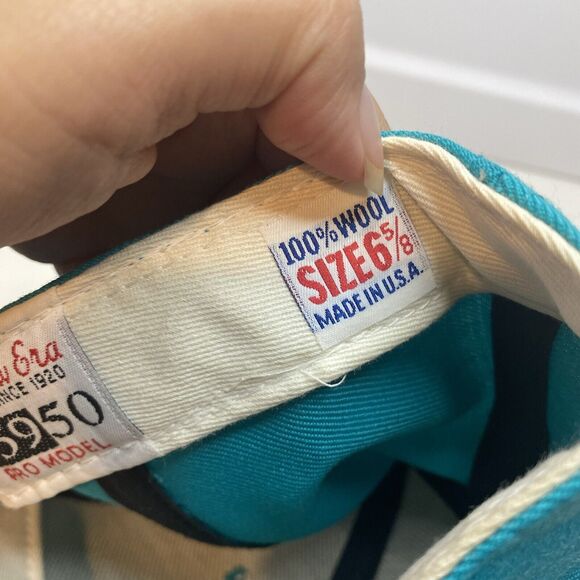 100% WOOL
SIZE 6 5/8
MADE IN U.S.A.
Era
SINCE 1920
5950
PRO MODEL